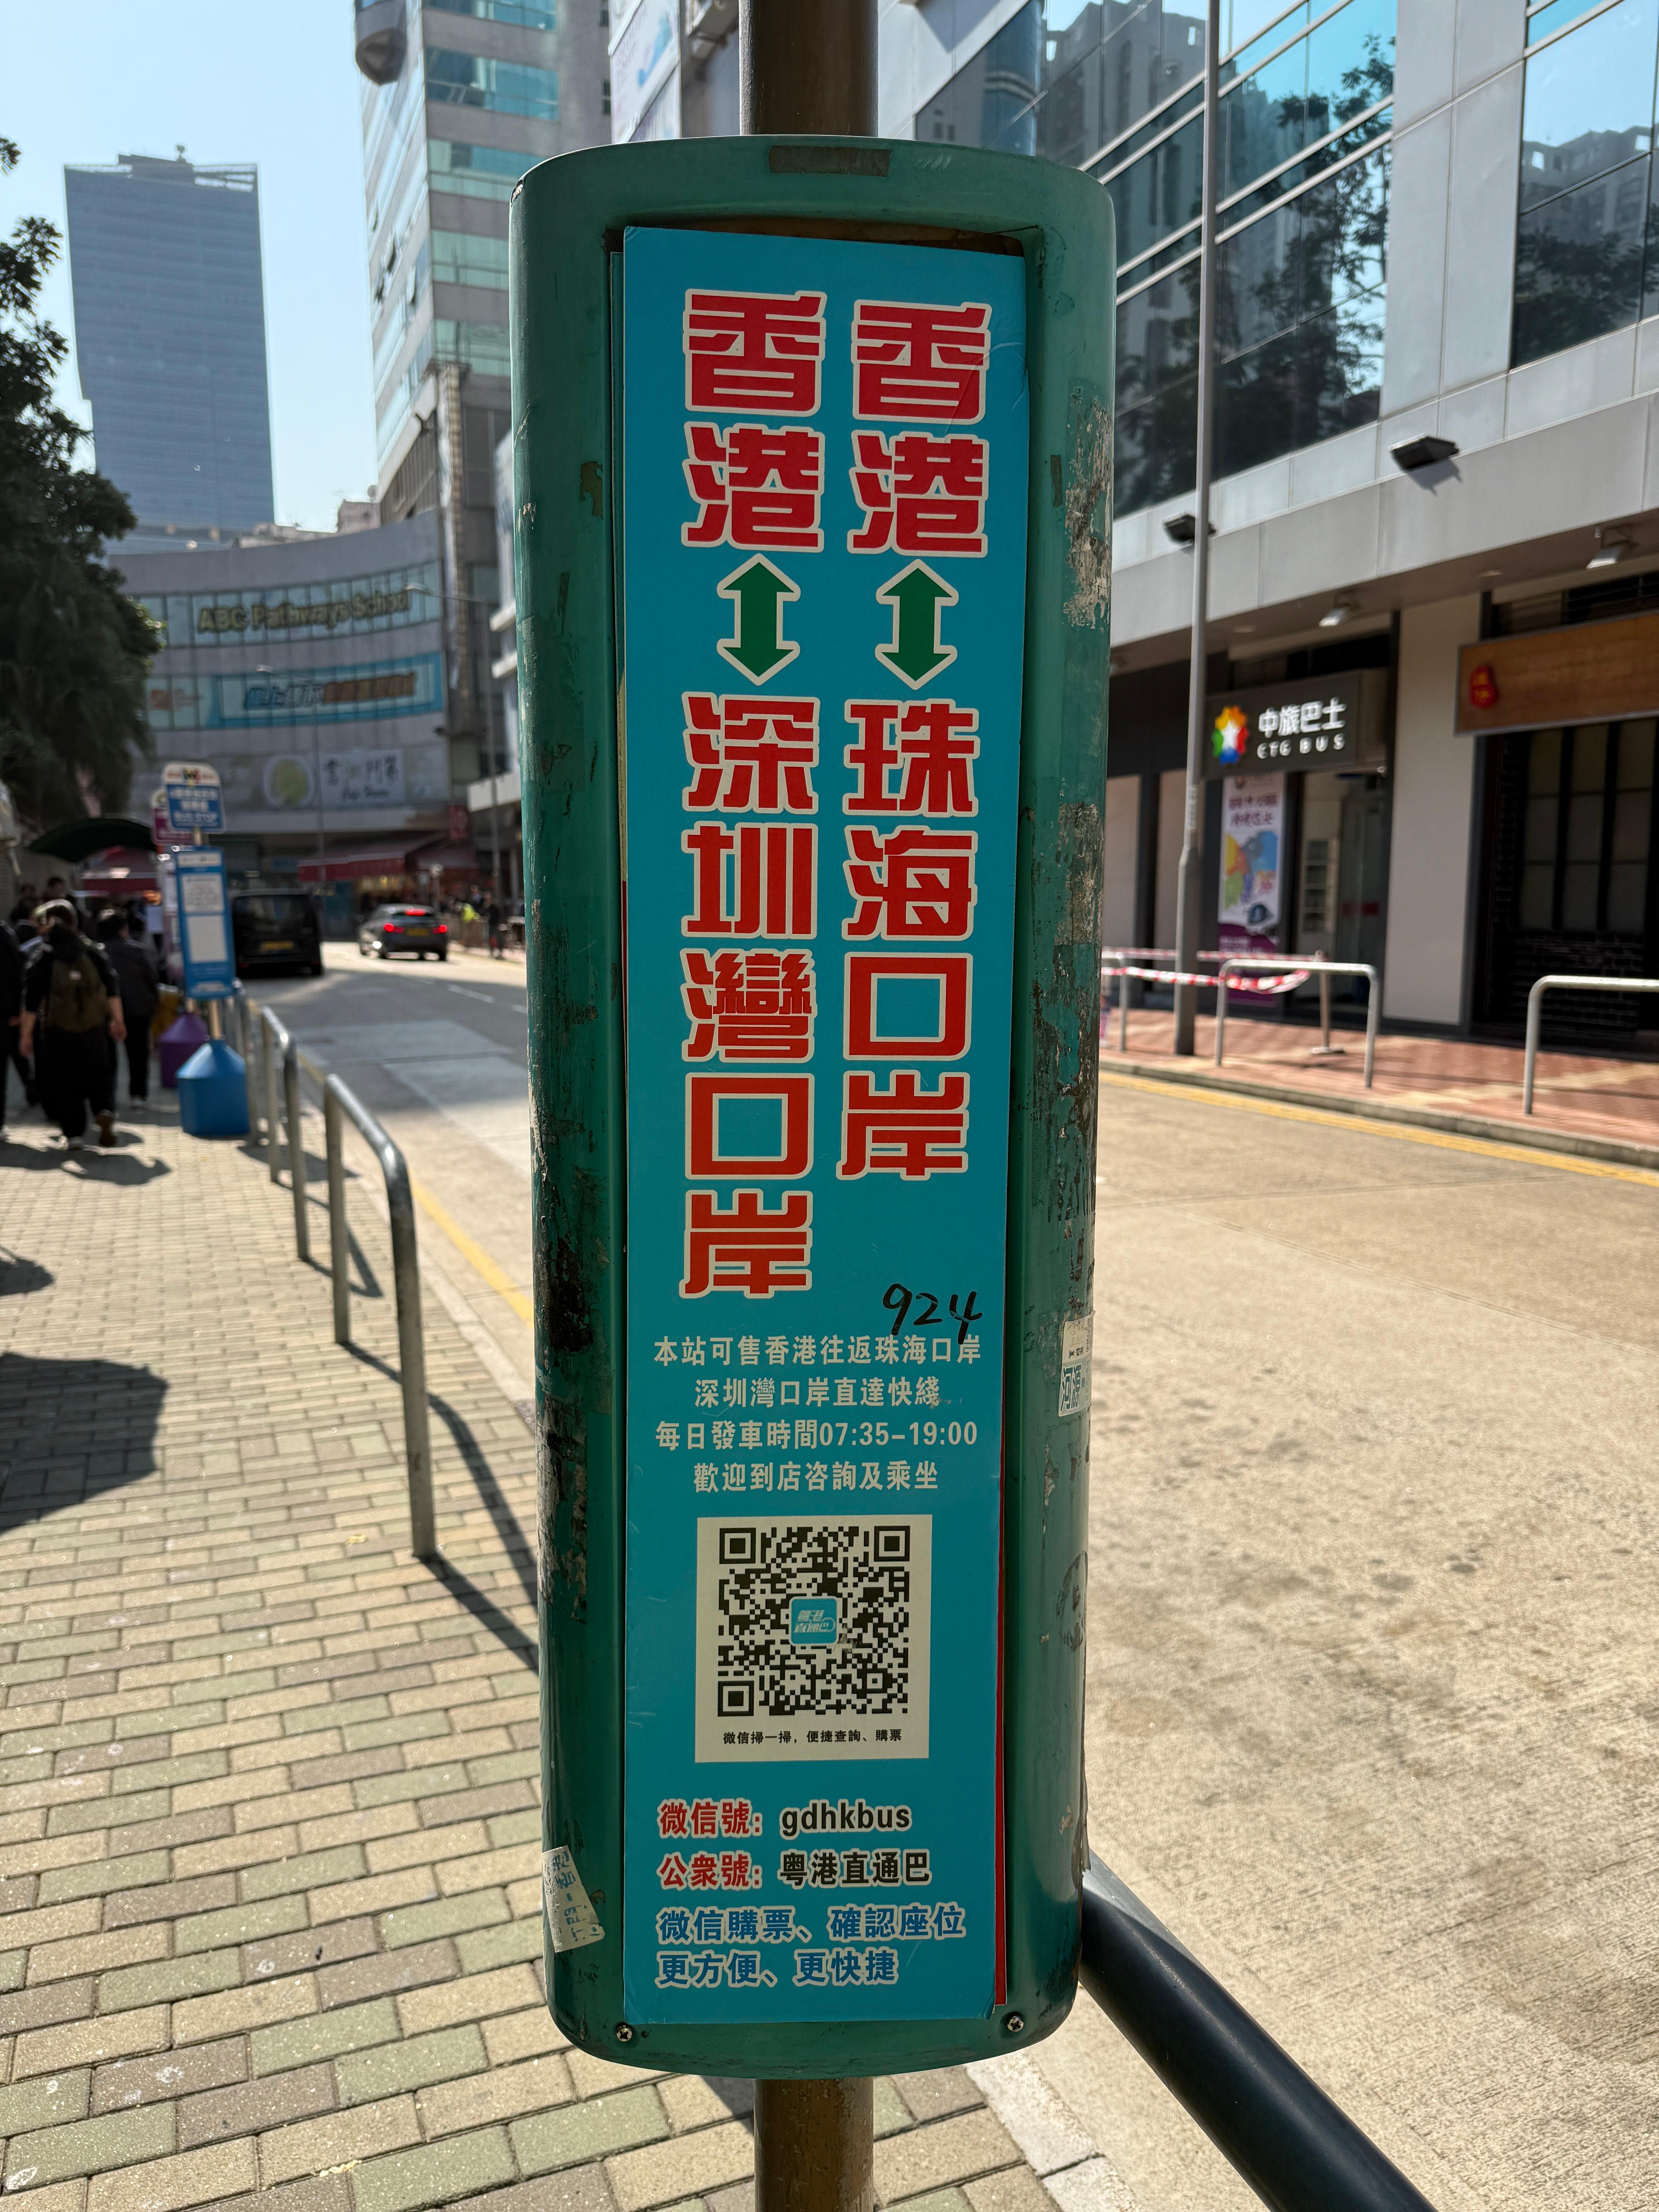 香港↔珠海口岸
香港↔深圳灣口岸
924
本站可售香港往返珠海口岸
深圳灣口岸直達快綫
每日發車時間07:35-19:00
歡迎到店咨詢及乘坐
粵港
直通巴
微信掃一掃，便捷查詢、購票
微信號：gdhkbus
公衆號：粵港直通巴
微信購票、確認座位
更方便、更快捷
ABC Pathways School
中旅巴士
CTG BUS